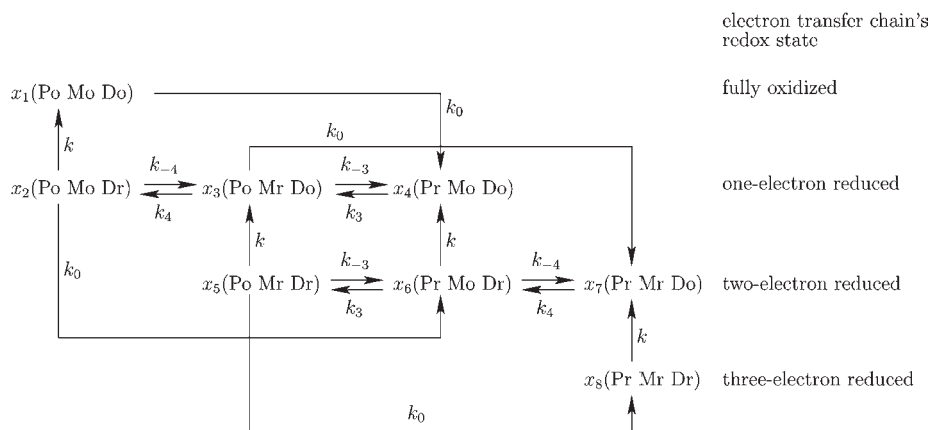 electron transfer chain's
redox state
x₁(Po Mo Do)
fully oxidized
k₀
k₀
k
x₂(Po Mo Dr)
k₋₄
k₄
x₃(Po Mr Do)
k₋₃
k₃
x₄(Pr Mo Do)
one-electron reduced
k₀
k
k
x₅(Po Mr Dr)
k₋₃
k₃
x₆(Pr Mo Dr)
k₋₄
k₄
x₇(Pr Mr Do)
two-electron reduced
k
x₈(Pr Mr Dr)
three-electron reduced
k₀